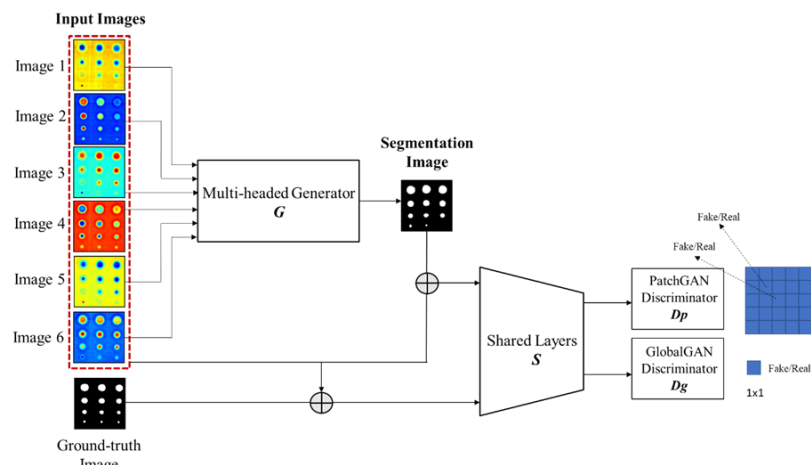 Input Images
Image 1
Image 2
Image 3
Image 4
Image 5
Image 6
Multi-headed Generator
G
Segmentation
Image
Ground-truth
Image
Shared Layers
S
PatchGAN
Discriminator
Dp
GlobalGAN
Discriminator
Dg
Fake/Real
Fake/Real
Fake/Real
1x1